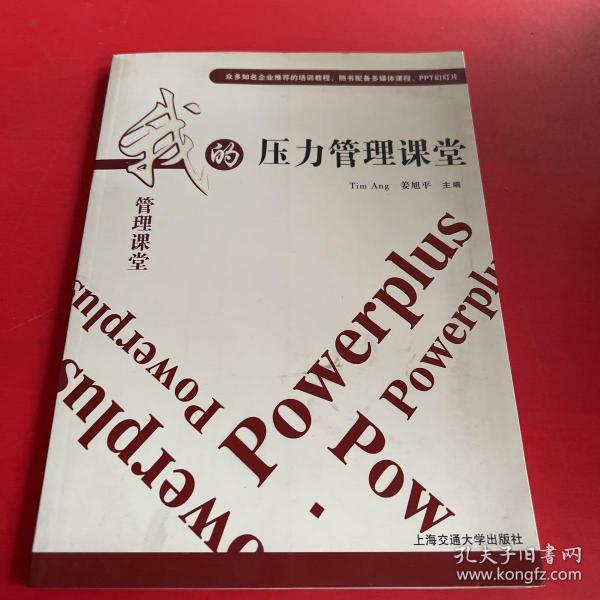 众多知名企业推荐的培训教程，随书配备多媒体课程、PPT幻灯片
我的 压力管理课堂
Tim Ang 姜旭平 主编
管理课堂
Powerplus
Powerplus
Powerplus
Powerplu
Pow
上海交通大学出版社
孔夫子旧书网
www.kongfz.com